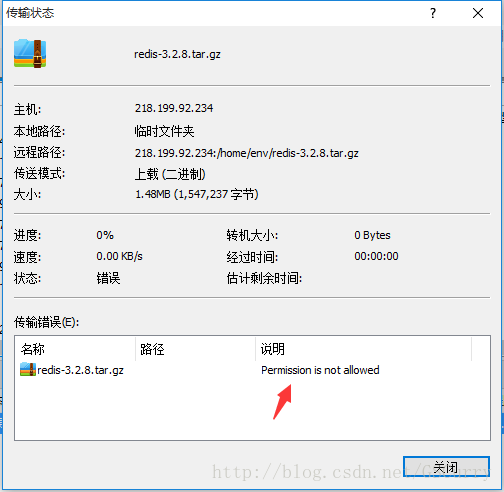 传输状态
?
redis-3.2.8.tar.gz
主机: 218.199.92.234
本地路径: 临时文件夹
远程路径: 218.199.92.234:/home/env/redis-3.2.8.tar.gz
传送模式: 上载 (二进制)
大小: 1.48MB (1,547,237 字节)
进度: 0% 转机大小: 0 Bytes
速度: 0.00 KB/s 经过时间: 00:00:00
状态: 错误 估计剩余时间:
传输错误(E):
名称 路径 说明
redis-3.2.8.tar.gz Permission is not allowed
关闭
http://blog.csdn.net/